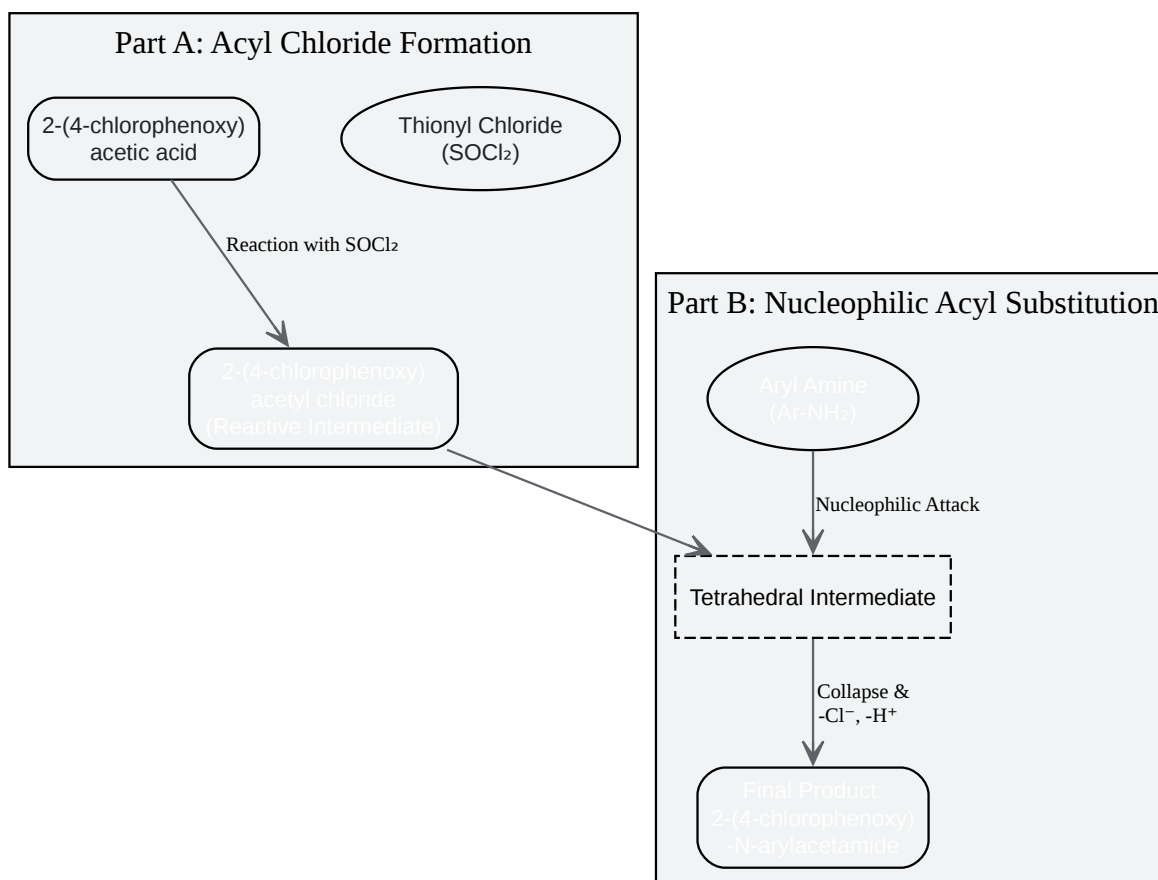 Part A: Acyl Chloride Formation
2-(4-chlorophenoxy)
acetic acid
Thionyl Chloride
(SOCl₂)
Reaction with SOCl₂
2-(4-chlorophenoxy)
acetyl chloride
(Reactive Intermediate)
Part B: Nucleophilic Acyl Substitution
Aryl Amine
(Ar-NH₂)
Nucleophilic Attack
Tetrahedral Intermediate
Collapse &
-Cl⁻, -H⁺
Final Product:
2-(4-chlorophenoxy)
-N-arylacetamide